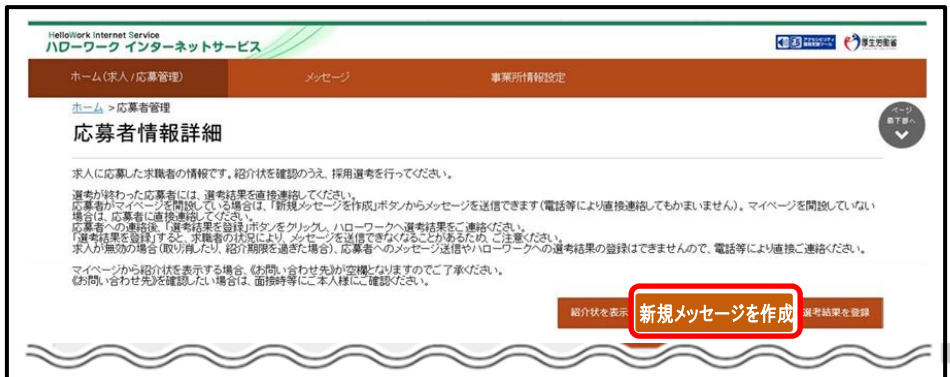 HelloWork Internet Service
ハローワーク インターネットサービス
厚生労働省
ホーム(求人/応募管理)
メッセージ
事業所情報設定
ホーム >応募者管理
ページ
最下部へ
応募者情報詳細
求人に応募した求職者の情報です。紹介状を確認のうえ、採用選考を行ってください。
選考が終わった応募者には、選考結果を直接連絡してください。
応募者がマイページを開設している場合は、「新規メッセージを作成」ボタンからメッセージを送信できます(電話等により直接連絡してもかまいません)。マイページを開設していない
場合は、応募者に直接連絡してください。
応募者への連絡後、「選考結果を登録」ボタンをクリックし、ハローワークへ選考結果をご連絡ください。
「選考結果を登録」すると、求職者の状況により、メッセージを送信できなくなることがあるため、ご注意ください。
求人が無効の場合(取り消したり、紹介期限を過ぎた場合)、応募者へのメッセージ送信やハローワークへの選考結果の登録はできませんので、電話等により直接ご連絡ください。
マイページから紹介状を表示する場合、《お問い合わせ先》が空欄となりますのでご了承ください。
《お問い合わせ先》を確認したい場合は、面接時等にご本人様にご確認ください。
紹介状を表示
新規メッセージを作成
選考結果を登録